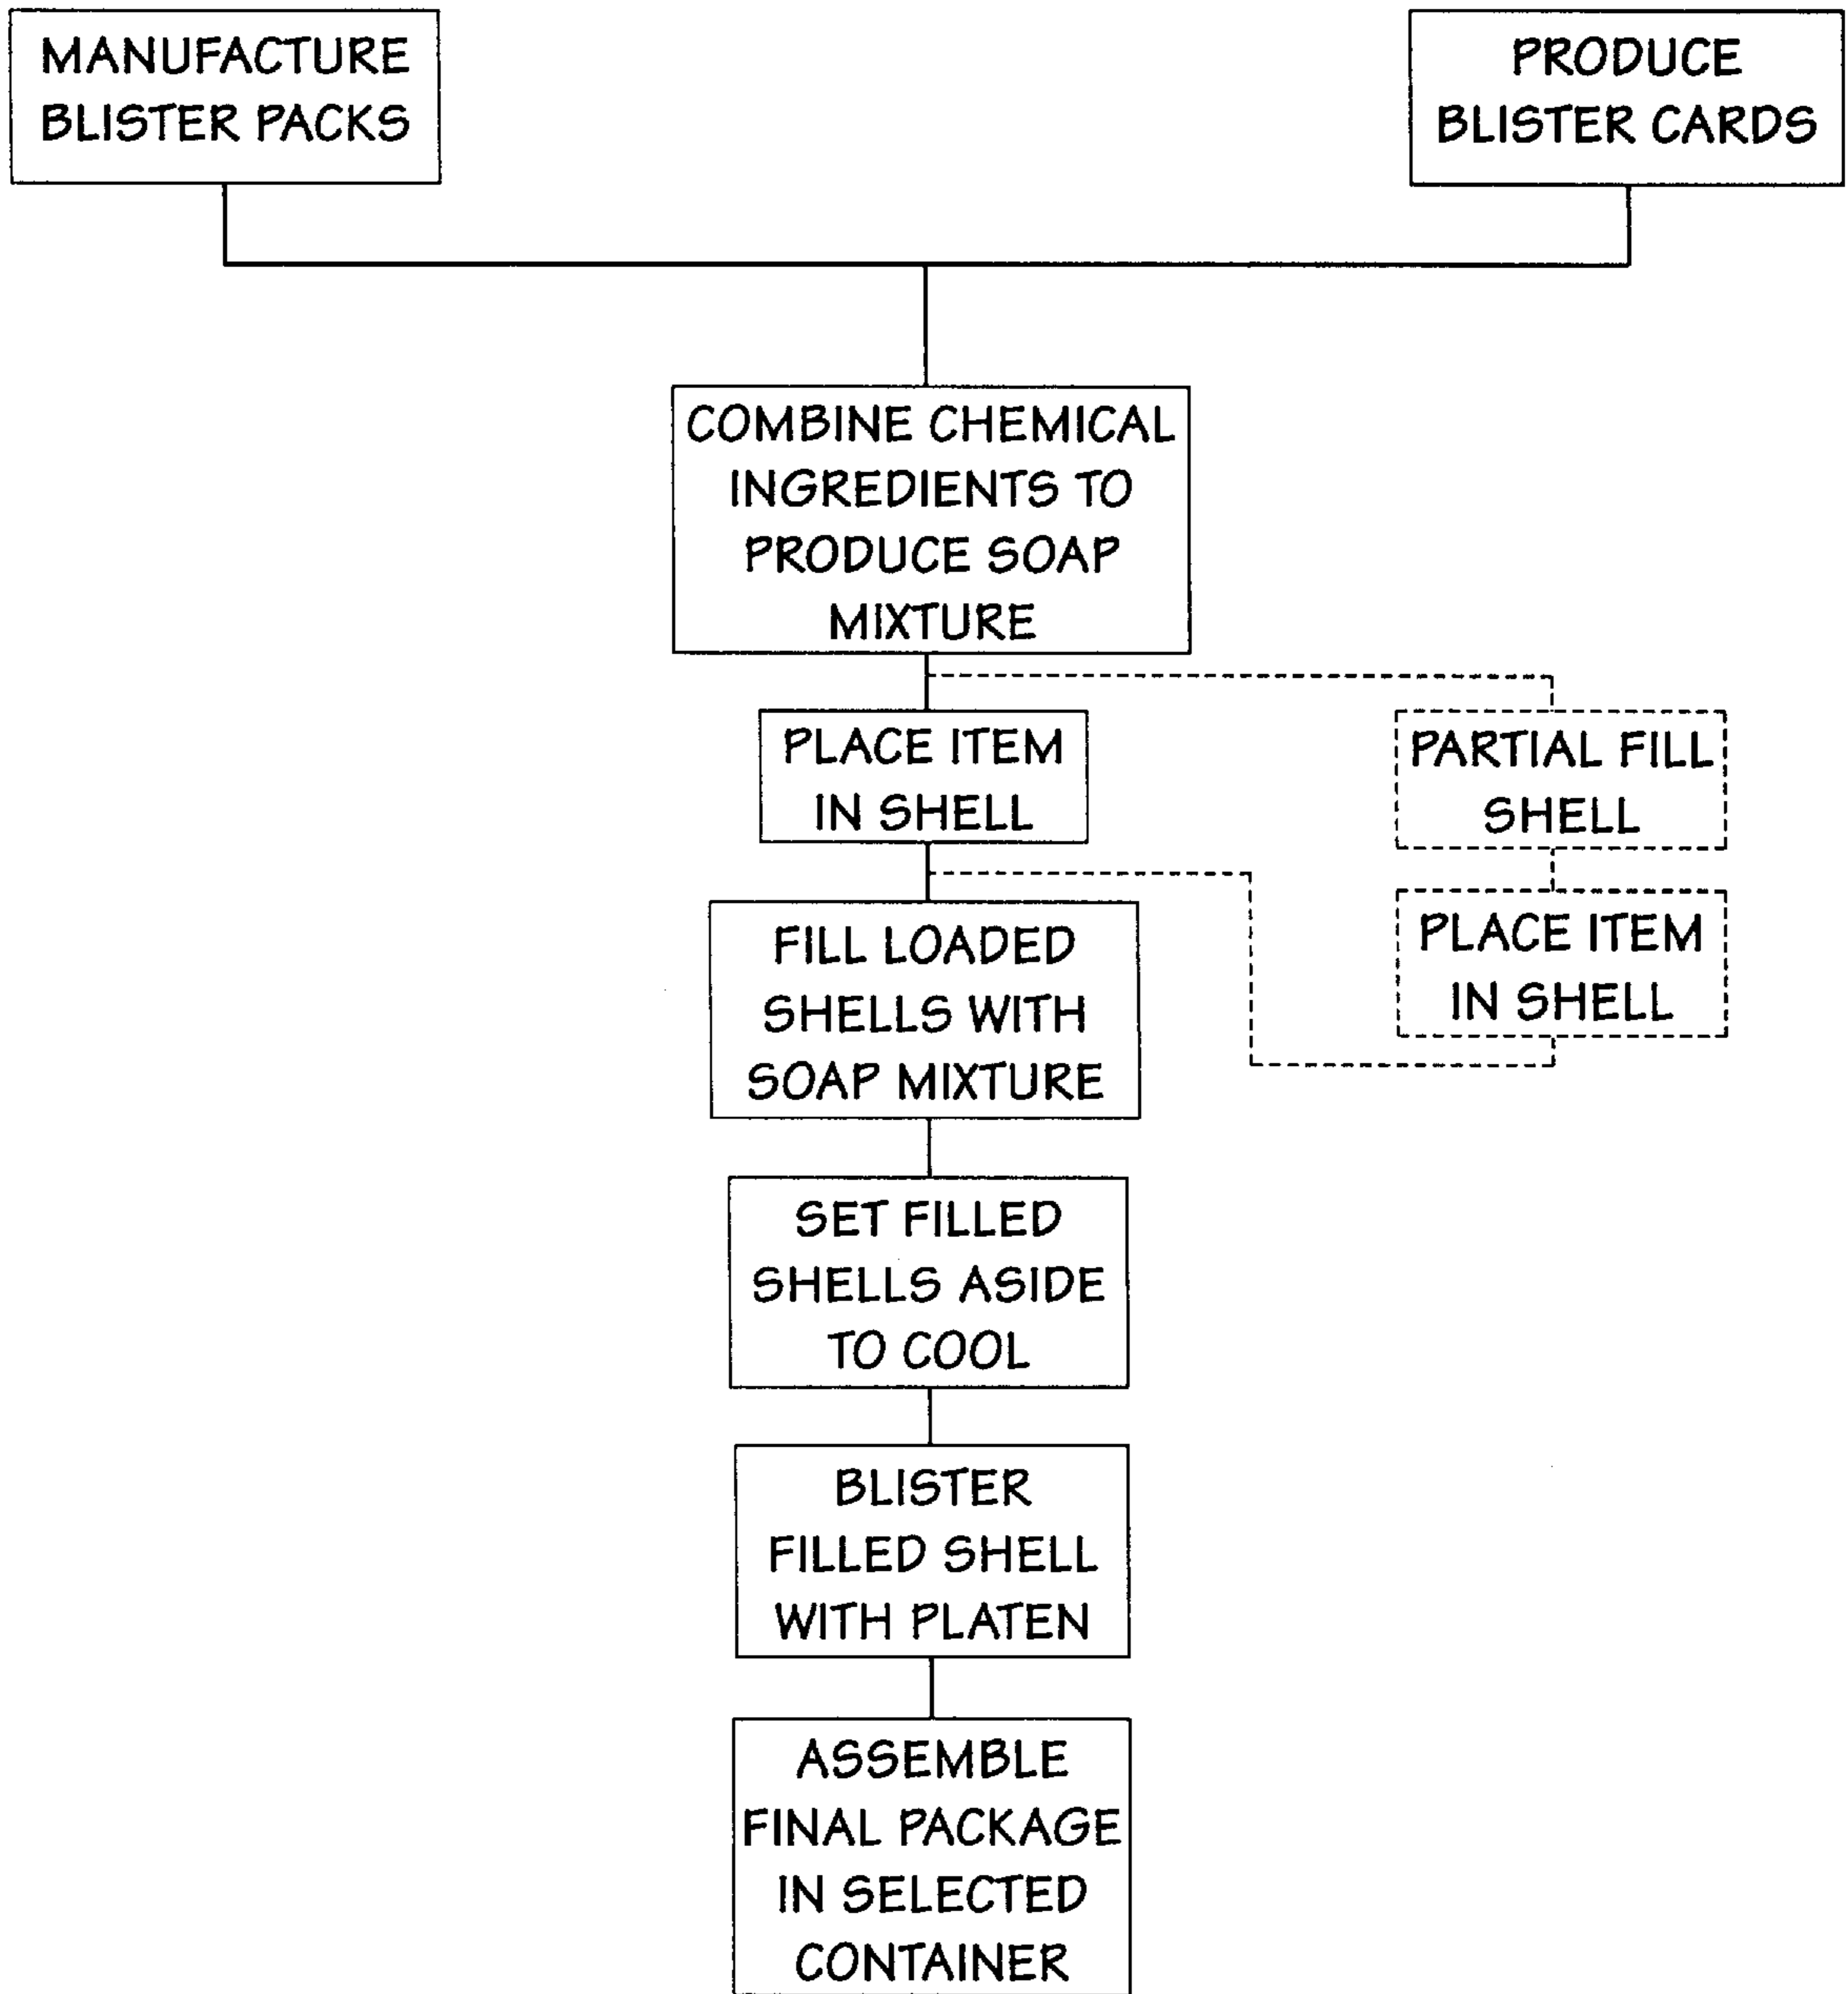 MANUFACTURE
BLISTER PACKS
PRODUCE
BLISTER CARDS
COMBINE CHEMICAL
INGREDIENTS TO
PRODUCE SOAP
MIXTURE
PLACE ITEM
IN SHELL
PARTIAL FILL
SHELL
PLACE ITEM
IN SHELL
FILL LOADED
SHELLS WITH
SOAP MIXTURE
SET FILLED
SHELLS ASIDE
TO COOL
BLISTER
FILLED SHELL
WITH PLATEN
ASSEMBLE
FINAL PACKAGE
IN SELECTED
CONTAINER